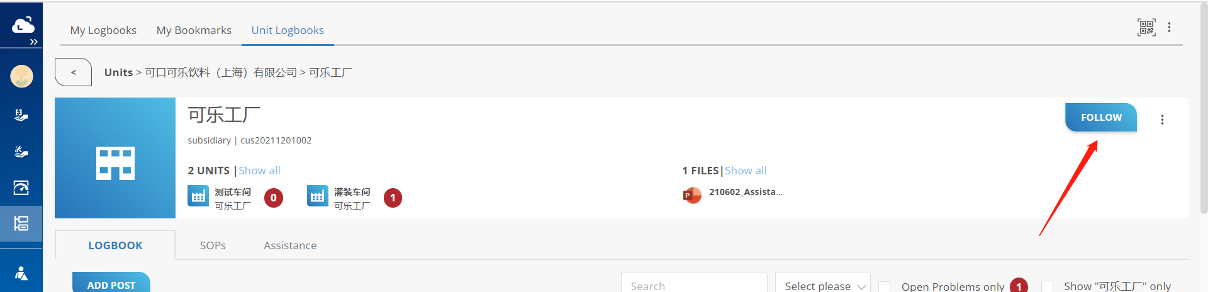 My Logbooks My Bookmarks Unit Logbooks
< Units > 可口可乐饮料（上海）有限公司 > 可乐工厂
可乐工厂
FOLLOW
subsidiary | cus20211201002
2 UNITS |Show all
1 FILES|Show all
测试车间
可乐工厂
0
灌装车间
可乐工厂
1
210602_Assista...
LOGBOOK SOPs Assistance
ADD POST Search Select please Open Problems only 1 Show "可乐工厂" only